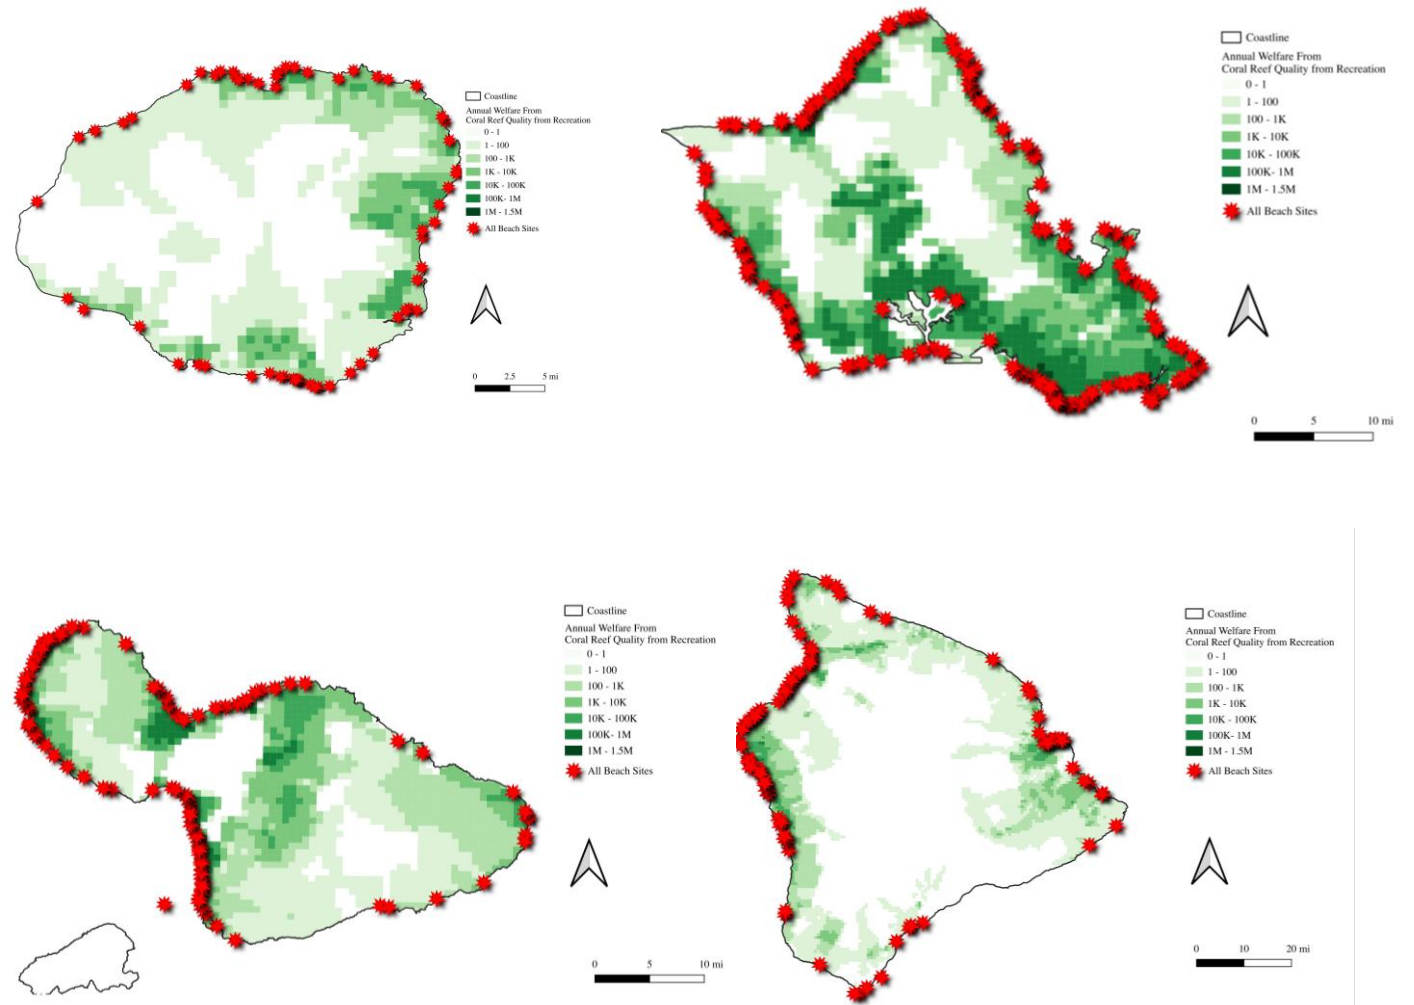 Coastline
Annual Welfare From
Coral Reef Quality from Recreation
0 - 1
1 - 100
100 - 1K
1K - 10K
10K - 100K
100K- 1M
1M - 1.5M
All Beach Sites
0 2.5 5 mi
Coastline
Annual Welfare From
Coral Reef Quality from Recreation
0 - 1
1 - 100
100 - 1K
1K - 10K
10K - 100K
100K- 1M
1M - 1.5M
All Beach Sites
0 5 10 mi
Coastline
Annual Welfare From
Coral Reef Quality from Recreation
0 - 1
1 - 100
100 - 1K
1K - 10K
10K - 100K
100K- 1M
1M - 1.5M
All Beach Sites
0 5 10 mi
Coastline
Annual Welfare From
Coral Reef Quality from Recreation
0 - 1
1 - 100
100 - 1K
1K - 10K
10K - 100K
100K- 1M
1M - 1.5M
All Beach Sites
0 10 20 mi